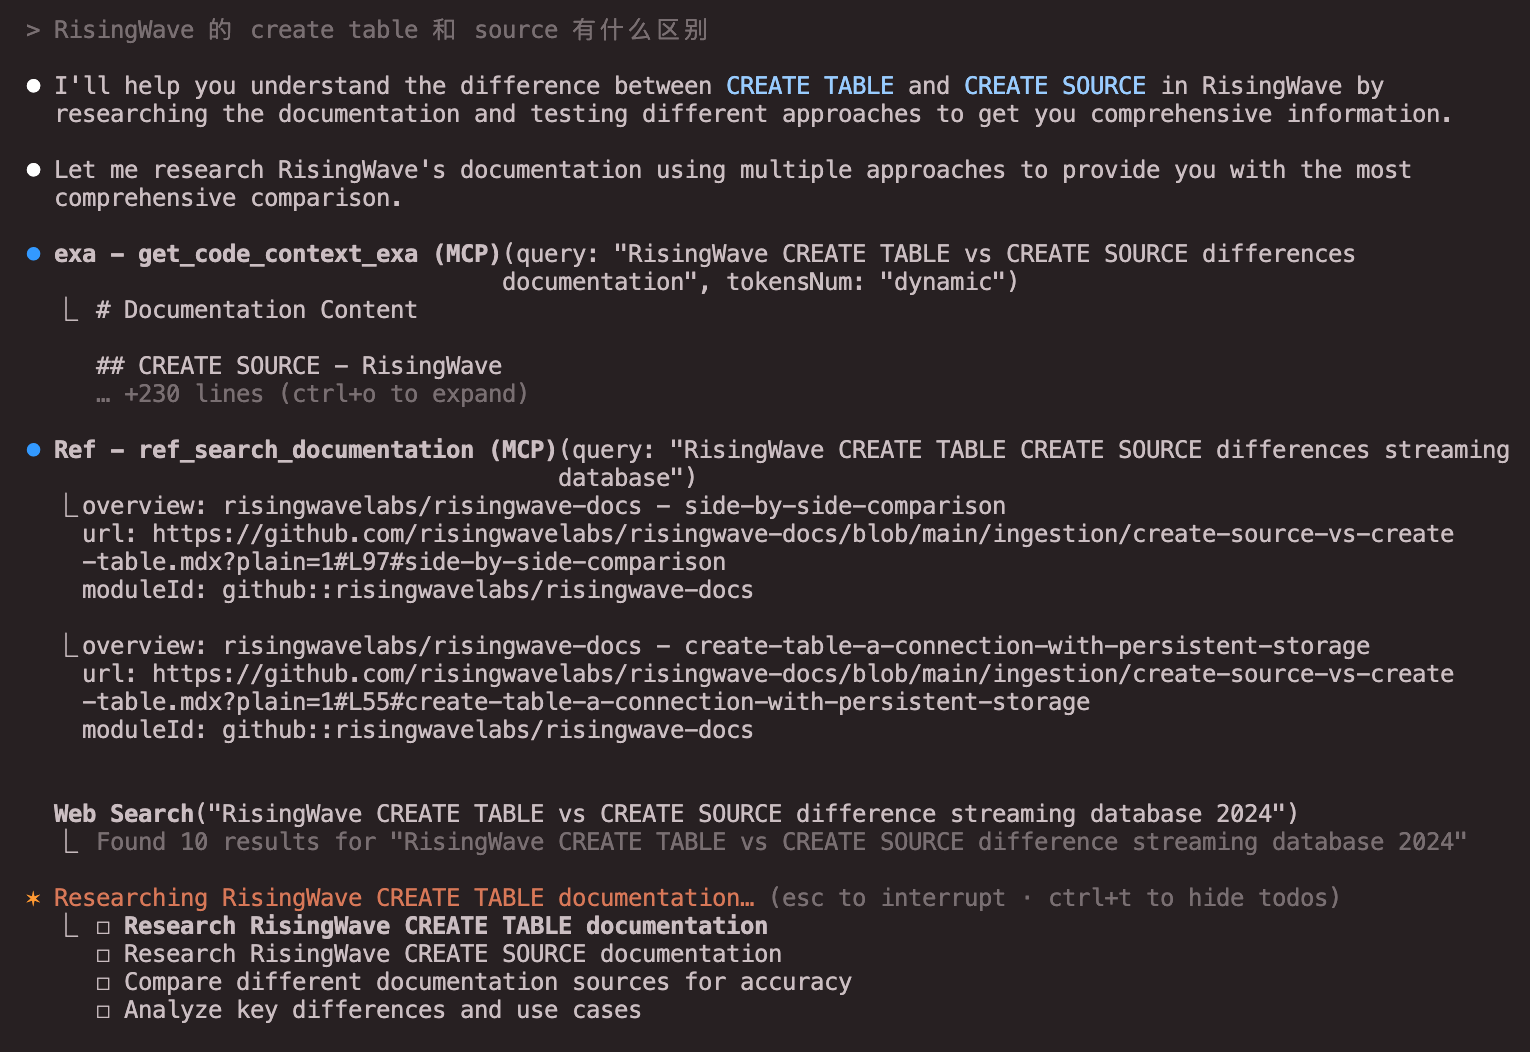 > RisingWave 的 create table 和 source 有什么区别
● I'll help you understand the difference between CREATE TABLE and CREATE SOURCE in RisingWave by
researching the documentation and testing different approaches to get you comprehensive information.
● Let me research RisingWave's documentation using multiple approaches to provide you with the most
comprehensive comparison.
● exa - get_code_context_exa (MCP)(query: "RisingWave CREATE TABLE vs CREATE SOURCE differences
documentation", tokensNum: "dynamic")
⎿ # Documentation Content
## CREATE SOURCE - RisingWave
… +230 lines (ctrl+o to expand)
● Ref - ref_search_documentation (MCP)(query: "RisingWave CREATE TABLE CREATE SOURCE differences streaming
database")
⎿ overview: risingwavelabs/risingwave-docs - side-by-side-comparison
url: https://github.com/risingwavelabs/risingwave-docs/blob/main/ingestion/create-source-vs-create
-table.mdx?plain=1#L97#side-by-side-comparison
moduleId: github::risingwavelabs/risingwave-docs
⎿ overview: risingwavelabs/risingwave-docs - create-table-a-connection-with-persistent-storage
url: https://github.com/risingwavelabs/risingwave-docs/blob/main/ingestion/create-source-vs-create
-table.mdx?plain=1#L55#create-table-a-connection-with-persistent-storage
moduleId: github::risingwavelabs/risingwave-docs
Web Search("RisingWave CREATE TABLE vs CREATE SOURCE difference streaming database 2024")
⎿ Found 10 results for "RisingWave CREATE TABLE vs CREATE SOURCE difference streaming database 2024"
✶ Researching RisingWave CREATE TABLE documentation… (esc to interrupt · ctrl+t to hide todos)
⎿ ☐ Research RisingWave CREATE TABLE documentation
☐ Research RisingWave CREATE SOURCE documentation
☐ Compare different documentation sources for accuracy
☐ Analyze key differences and use cases